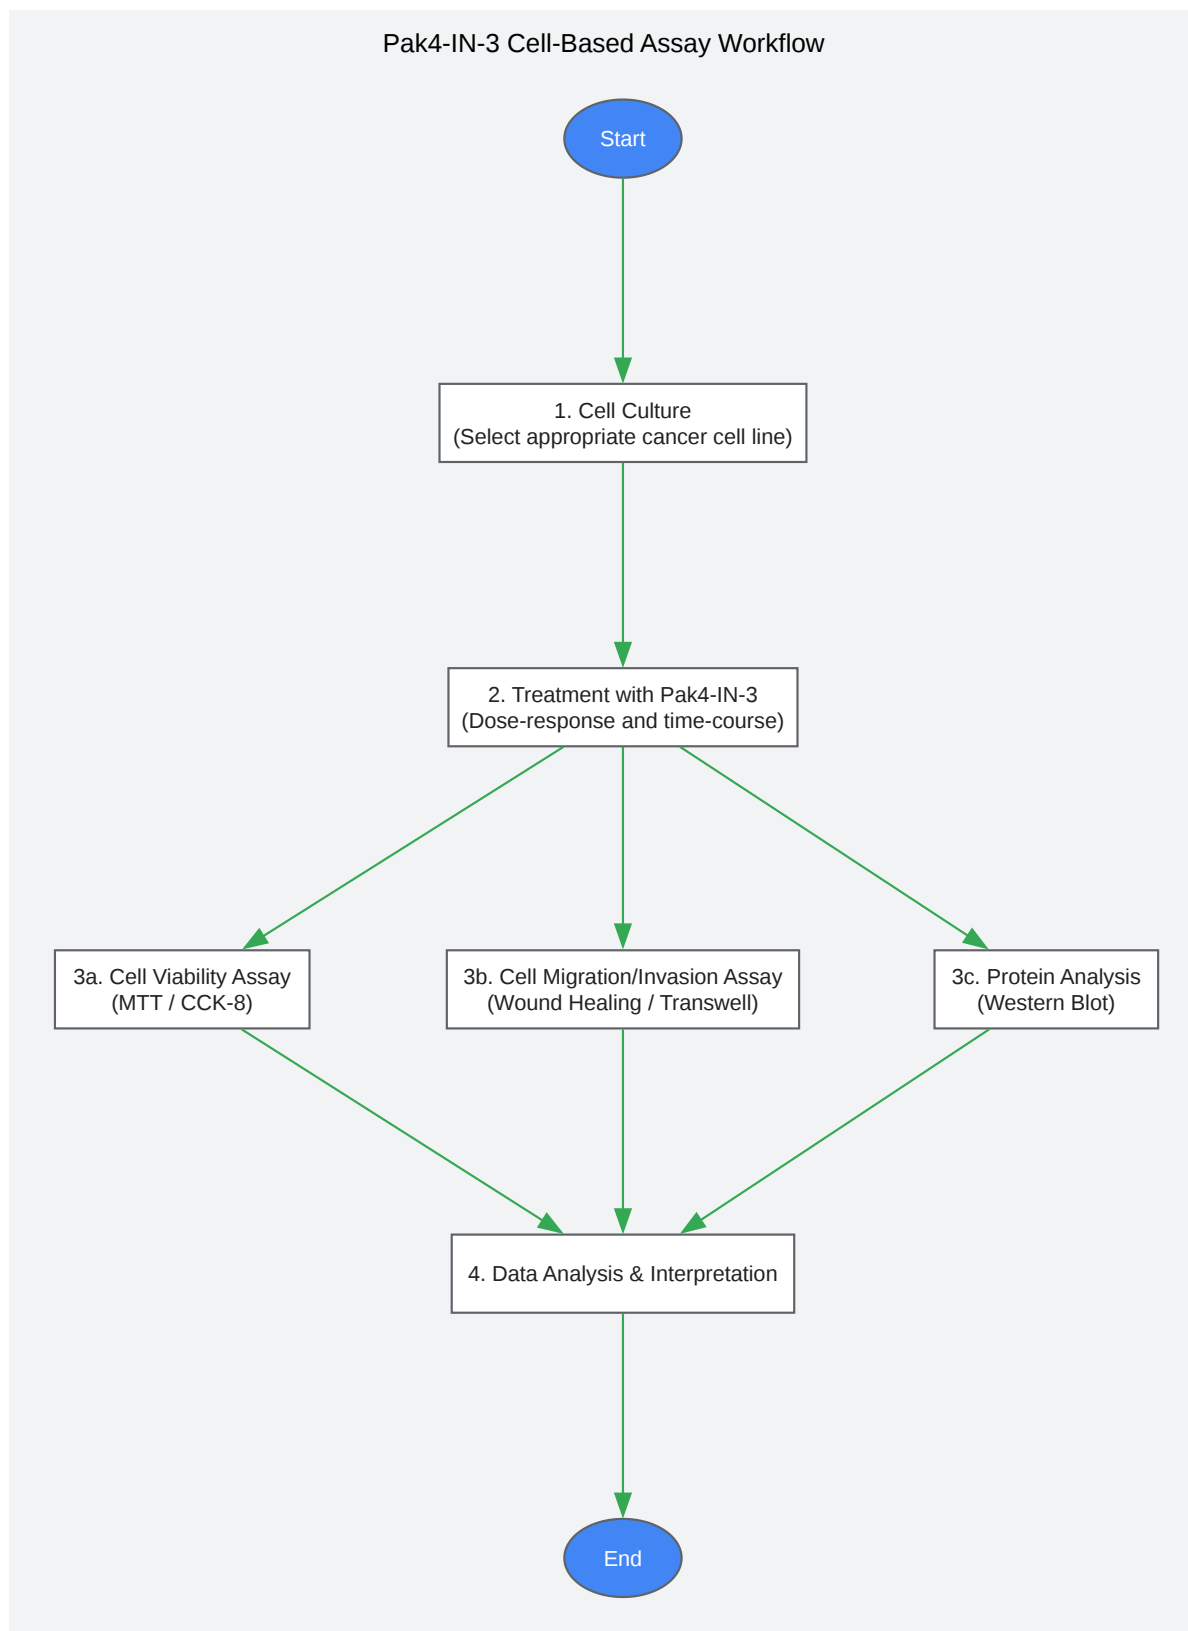 Pak4-IN-3 Cell-Based Assay Workflow
Start
1. Cell Culture
(Select appropriate cancer cell line)
2. Treatment with Pak4-IN-3
(Dose-response and time-course)
3a. Cell Viability Assay
(MTT / CCK-8)
3b. Cell Migration/Invasion Assay
(Wound Healing / Transwell)
3c. Protein Analysis
(Western Blot)
4. Data Analysis & Interpretation
End